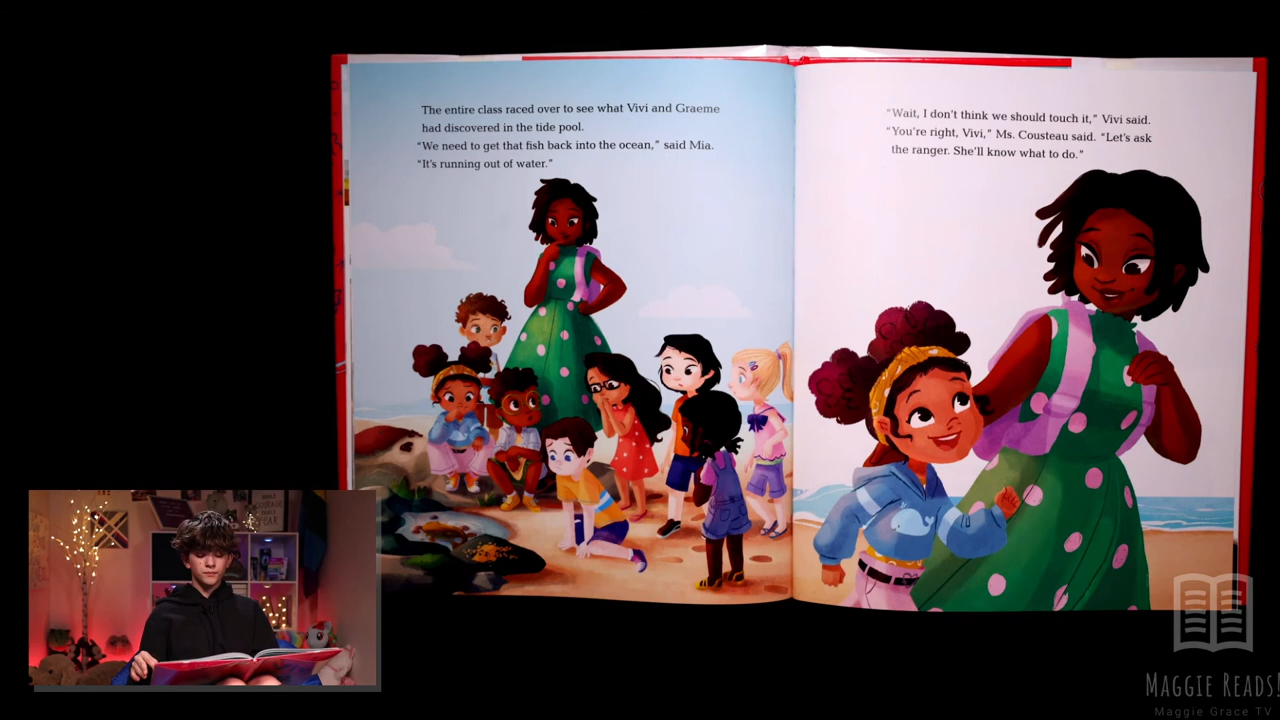 The entire class raced over to see what Vivi and Graeme
had discovered in the tide pool.
“We need to get that fish back into the ocean,” said Mia.
“It’s running out of water.”
“Wait, I don’t think we should touch it,” Vivi said.
“You’re right, Vivi,” Ms. Cousteau said. “Let’s ask
the ranger. She’ll know what to do.”
FEAR
MAGGIE READS!
Maggie Grace TV